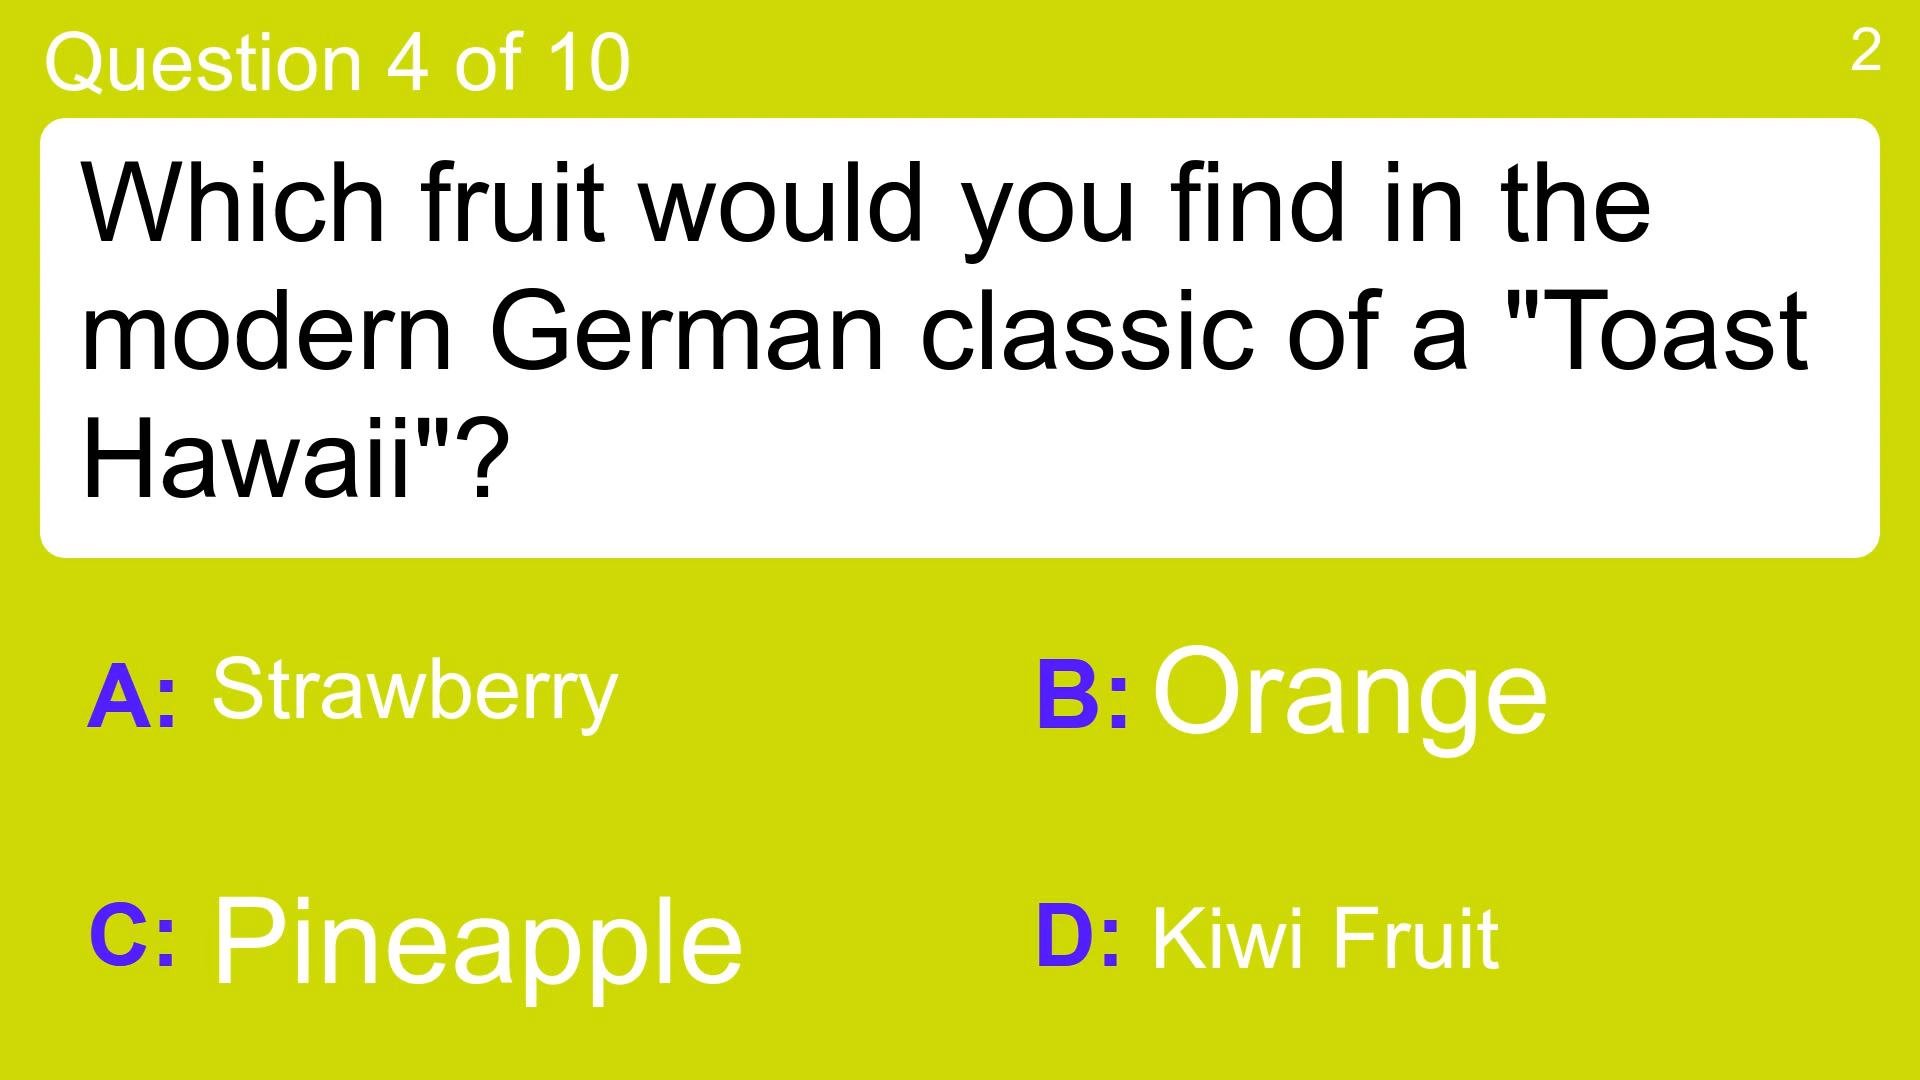 Question 4 of 10
2
Which fruit would you find in the
modern German classic of a "Toast
Hawaii"?
A: Strawberry
B: Orange
C: Pineapple
D: Kiwi Fruit